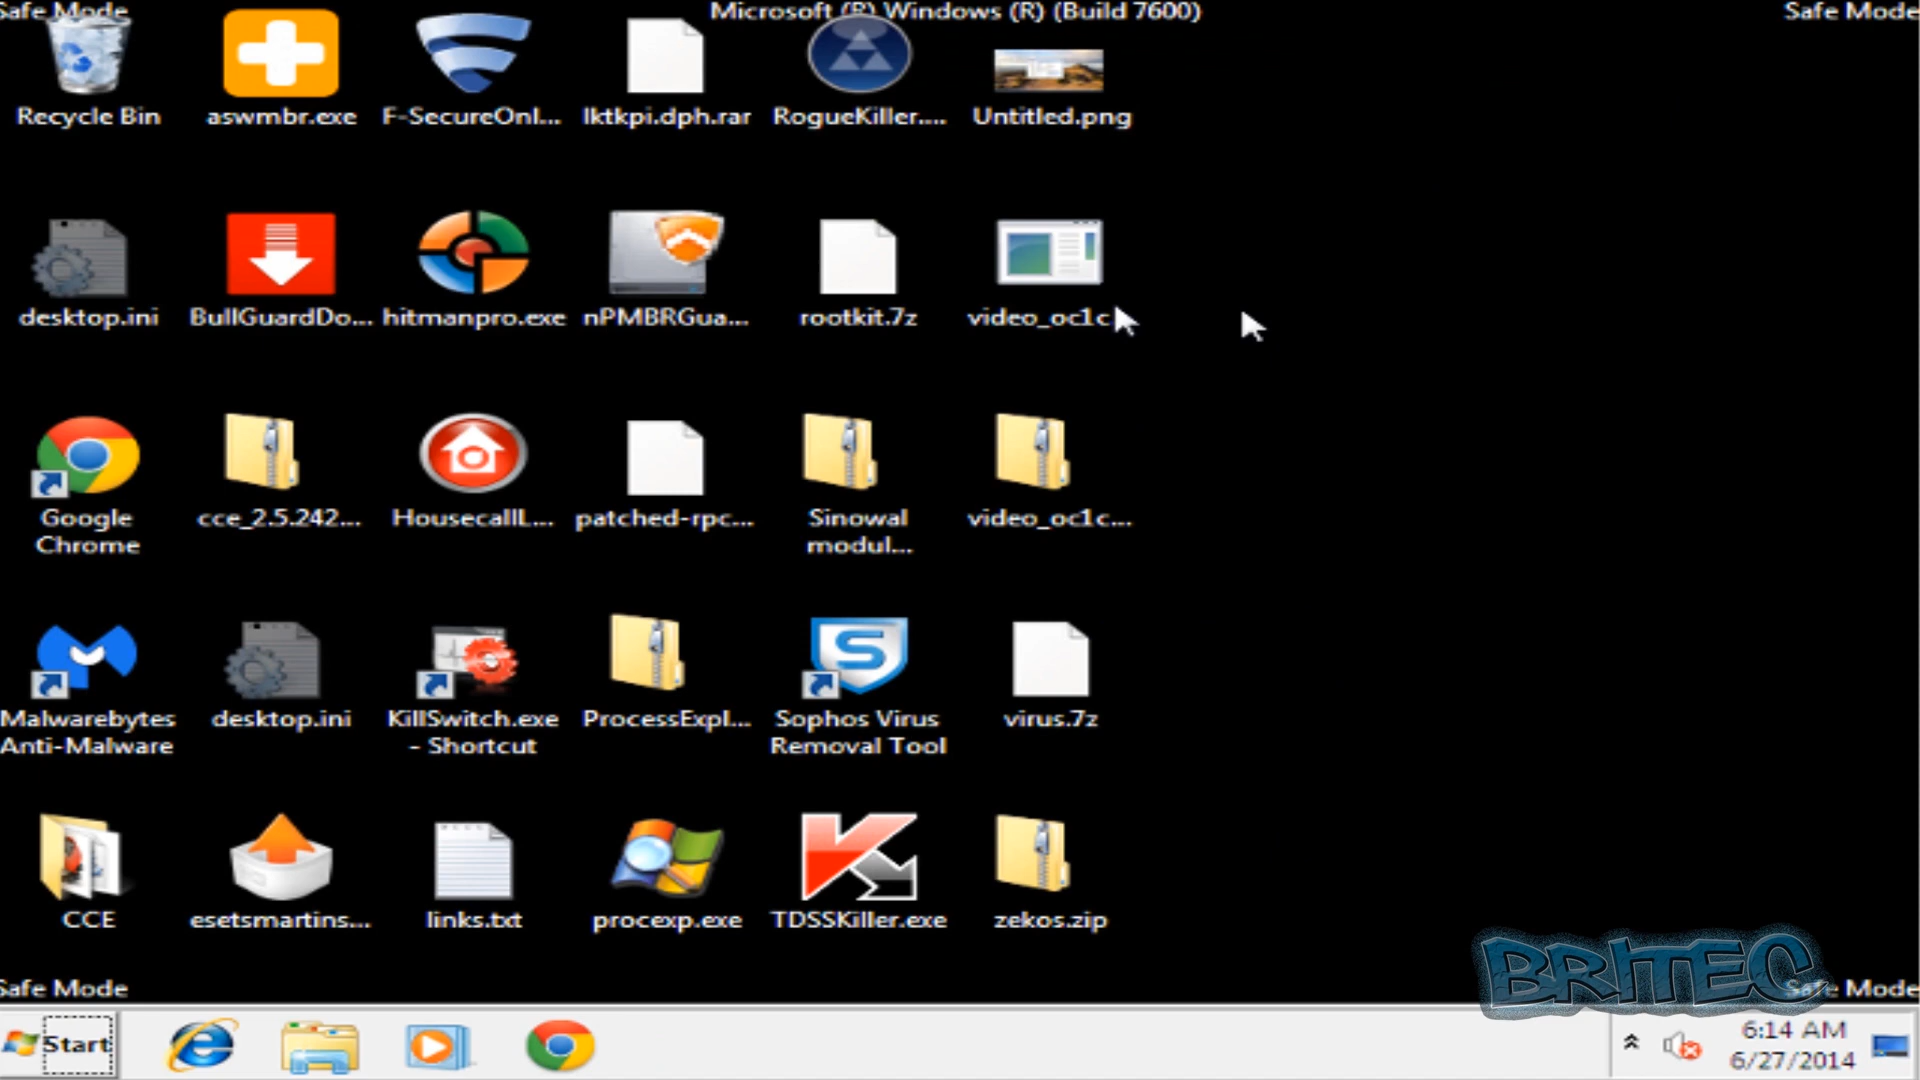 Safe Mode
Microsoft (R) Windows (R) (Build 7600)
Safe Mode
Recycle Bin
aswmbr.exe
F-SecureOnl...
lktkpi.dph.rar
RogueKiller....
Untitled.png
desktop.ini
BullGuardDo...
hitmanpro.exe
nPMBRGua...
rootkit.7z
video_oc1c
Google
Chrome
cce_2.5.242...
HousecallL...
patched-rpc...
Sinowal
modul...
video_oc1c...
Malwarebytes
Anti-Malware
desktop.ini
KillSwitch.exe
- Shortcut
ProcessExpl...
Sophos Virus
Removal Tool
virus.7z
CCE
esetsmartins...
links.txt
procexp.exe
TDSSKiller.exe
zekos.zip
BRITEC
Safe Mode
Safe Mode
Start
6:14 AM
6/27/2014